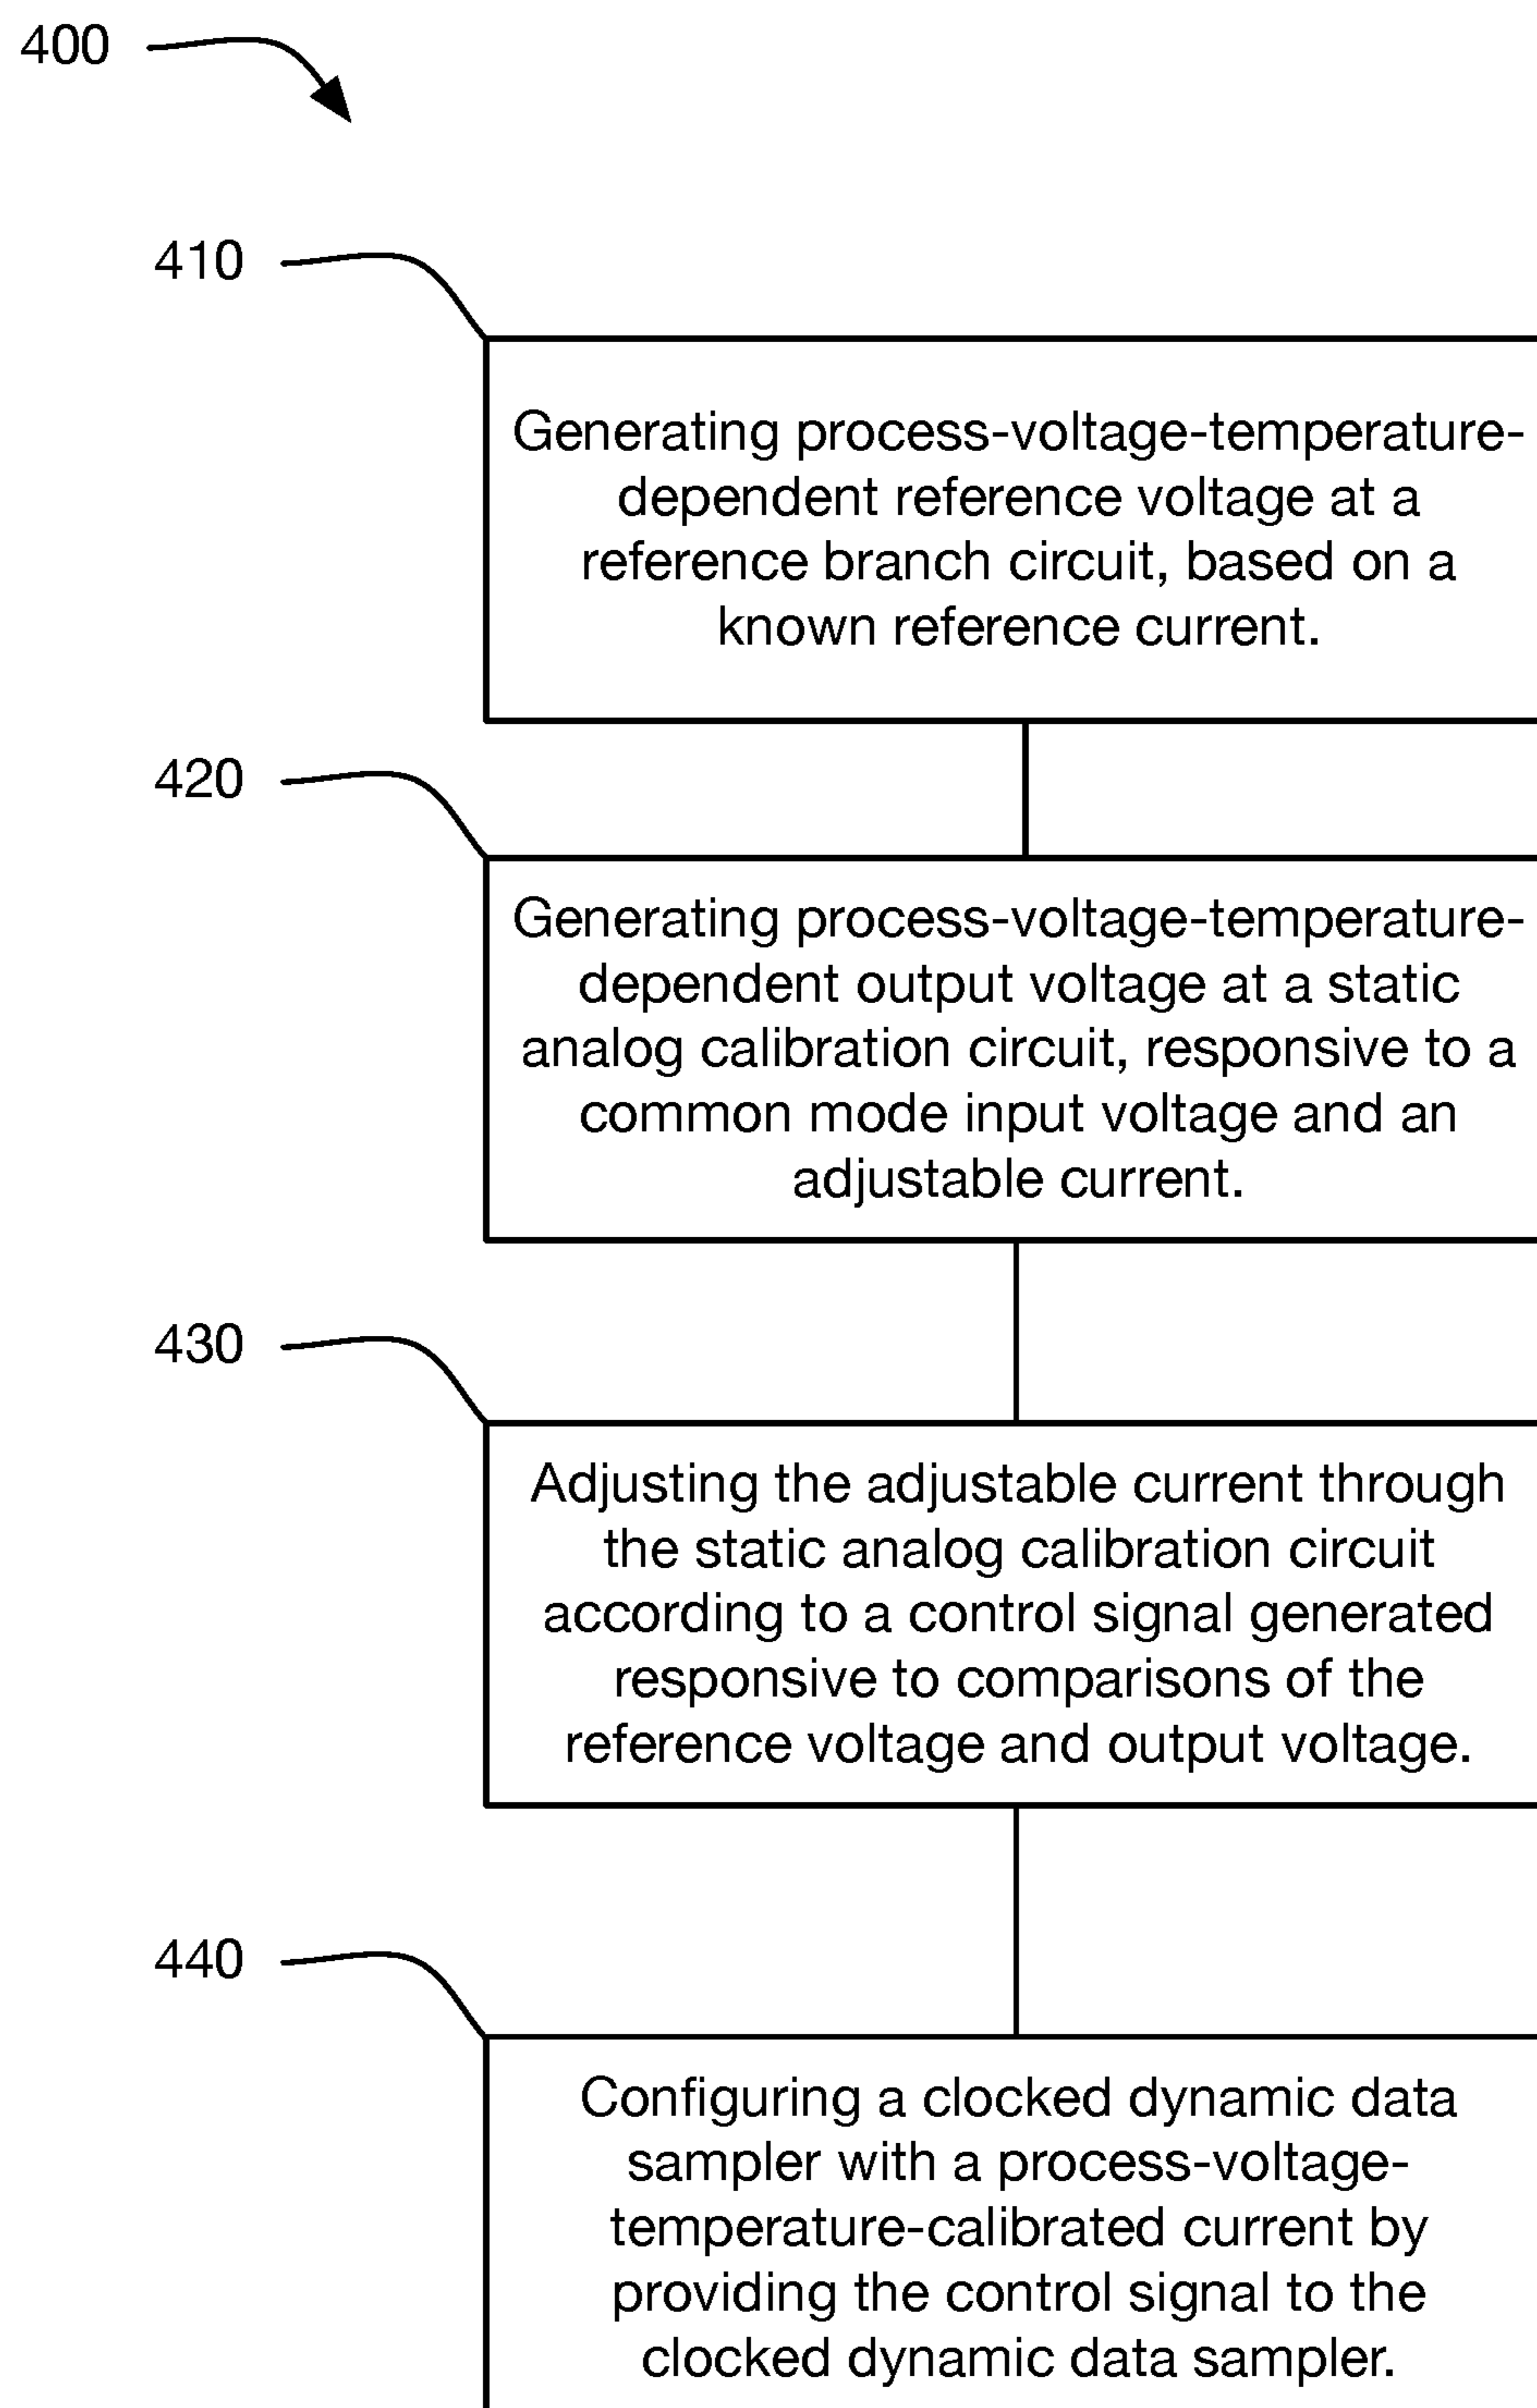 400
410
Generating process-voltage-temperature-
dependent reference voltage at a
reference branch circuit, based on a
known reference current.
420
Generating process-voltage-temperature-
dependent output voltage at a static
analog calibration circuit, responsive to a
common mode input voltage and an
adjustable current.
430
Adjusting the adjustable current through
the static analog calibration circuit
according to a control signal generated
responsive to comparisons of the
reference voltage and output voltage.
440
Configuring a clocked dynamic data
sampler with a process-voltage-
temperature-calibrated current by
providing the control signal to the
clocked dynamic data sampler.